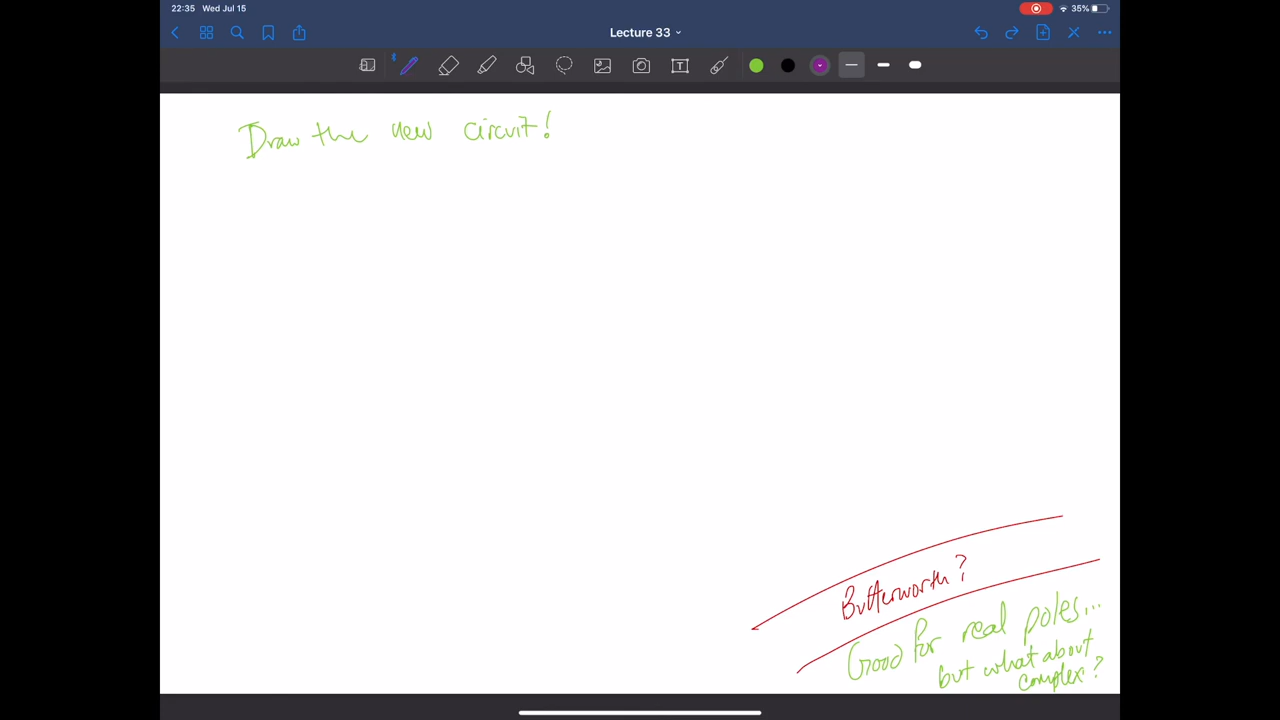 22:35 Wed Jul 15
35%
Lecture 33
T
Draw the new circuit!
Butterworth?
Good for real poles...
but what about
complex?